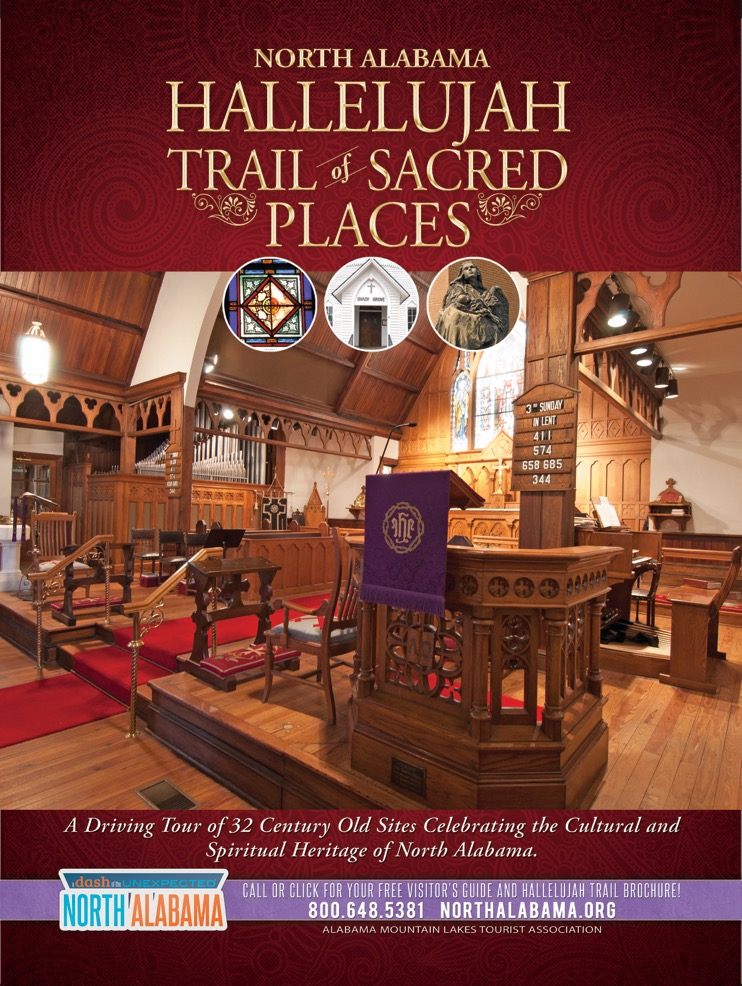 NORTH ALABAMA
HALLELUJAH
TRAIL of SACRED
PLACES
SHADY GROVE
3RD SUNDAY
IN LENT
411
574
658 685
344
IHS
A Driving Tour of 32 Century Old Sites Celebrating the Cultural and
Spiritual Heritage of North Alabama.
a dash of the UNEXPECTED
NORTH ALABAMA
CALL OR CLICK FOR YOUR FREE VISITOR'S GUIDE AND HALLELUJAH TRAIL BROCHURE!
800.648.5381 NORTHALABAMA.ORG
ALABAMA MOUNTAIN LAKES TOURIST ASSOCIATION